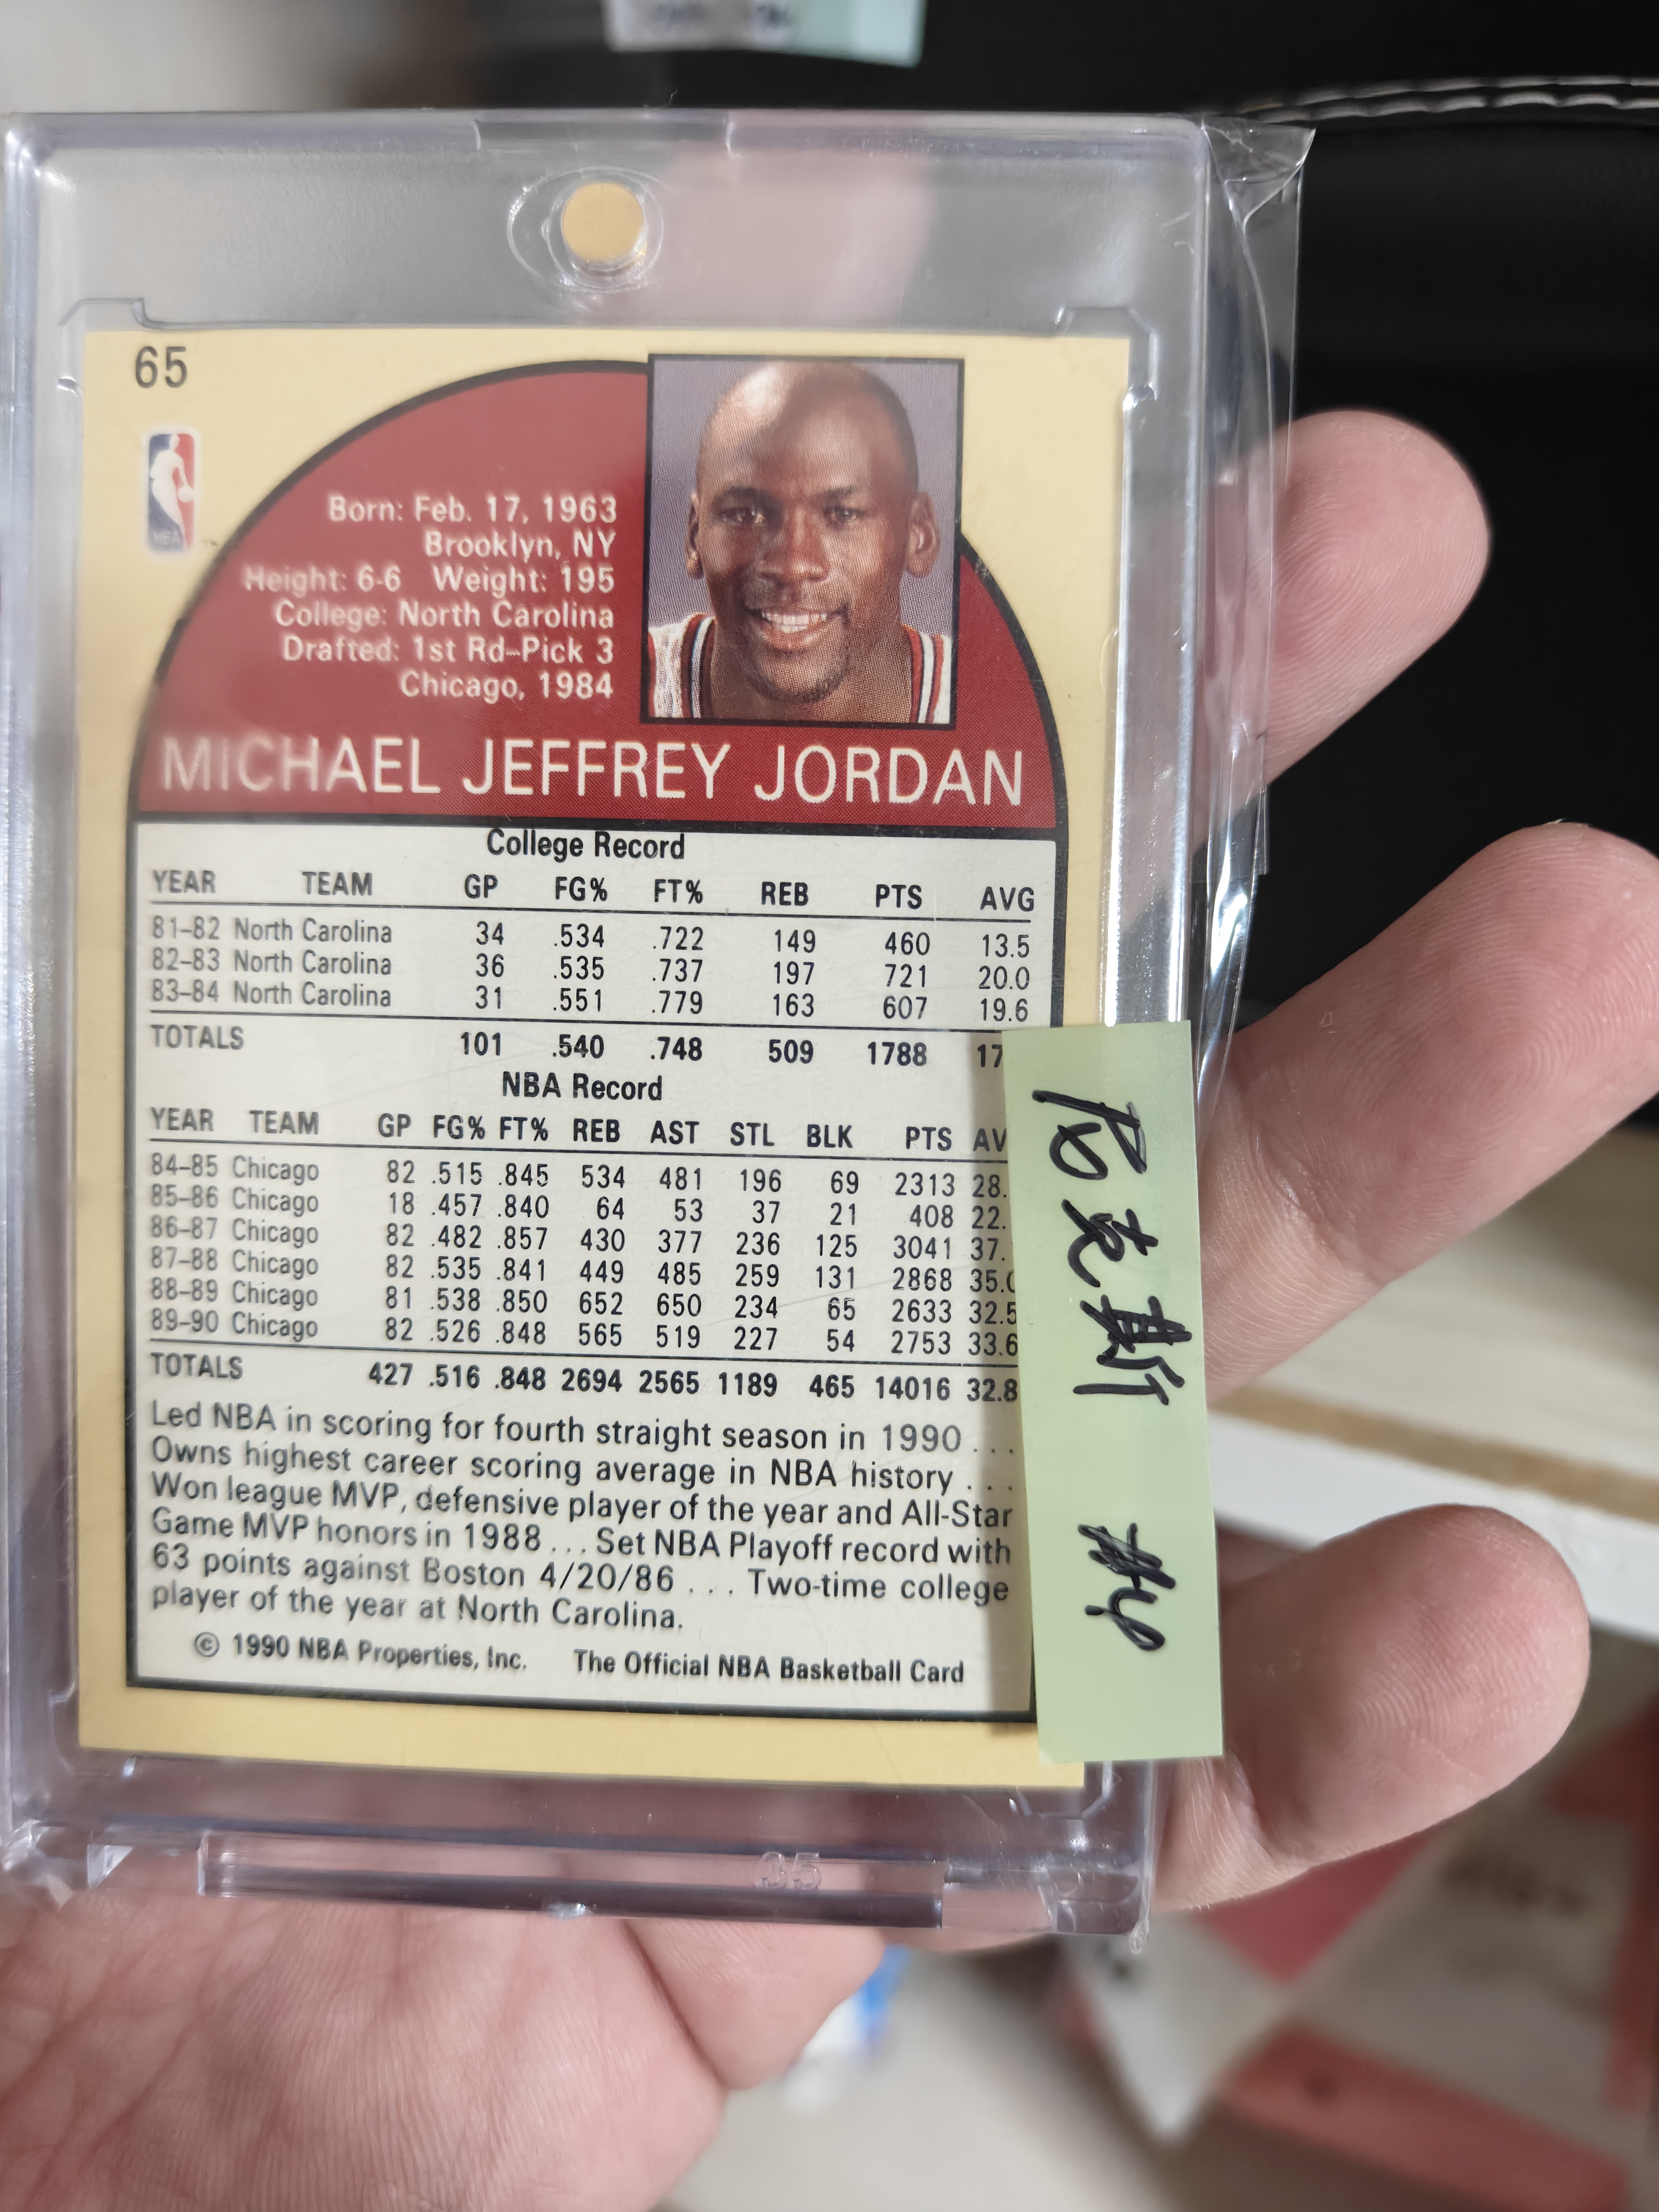 65
NBA
Born: Feb. 17, 1963
Brooklyn, NY
Height: 6-6 Weight: 195
College: North Carolina
Drafted: 1st Rd-Pick 3
Chicago, 1984
MICHAEL JEFFREY JORDAN
College Record
YEAR TEAM GP FG% FT% REB PTS AVG
81-82 North Carolina 34 .534 .722 149 460 13.5
82-83 North Carolina 36 .535 .737 197 721 20.0
83-84 North Carolina 31 .551 .779 163 607 19.6
TOTALS 101 .540 .748 509 1788 17
NBA Record
YEAR TEAM GP FG% FT% REB AST STL BLK PTS AV
84-85 Chicago 82 .515 .845 534 481 196 69 2313 28.
85-86 Chicago 18 .457 .840 64 53 37 21 408 22.
86-87 Chicago 82 .482 .857 430 377 236 125 3041 37.
87-88 Chicago 82 .535 .841 449 485 259 131 2868 35.0
88-89 Chicago 81 .538 .850 652 650 234 65 2633 32.5
89-90 Chicago 82 .526 .848 565 519 227 54 2753 33.6
TOTALS 427 .516 .848 2694 2565 1189 465 14016 32.8
Led NBA in scoring for fourth straight season in 1990 . . .
Owns highest career scoring average in NBA history . . .
Won league MVP, defensive player of the year and All-Star
Game MVP honors in 1988 . . . Set NBA Playoff record with
63 points against Boston 4/20/86 . . . Two-time college
player of the year at North Carolina.
© 1990 NBA Properties, Inc. The Official NBA Basketball Card
35